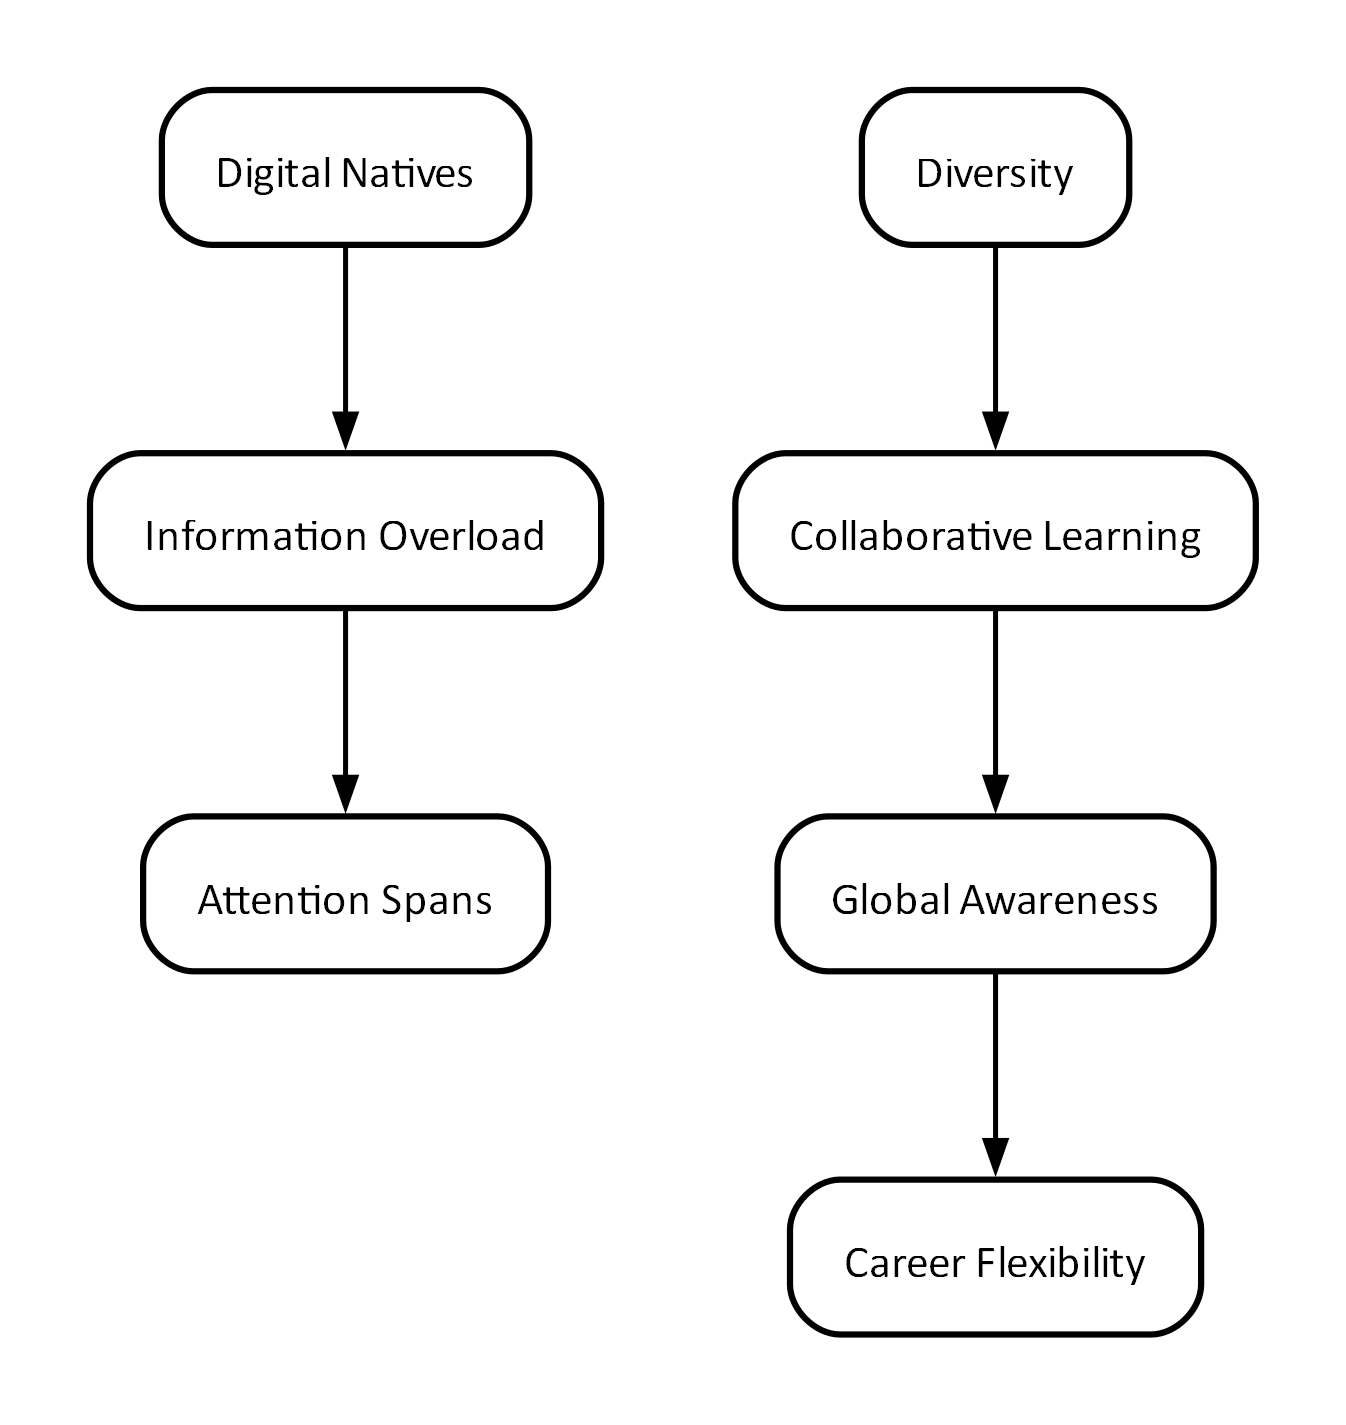 Digital Natives
Diversity
Information Overload
Collaborative Learning
Attention Spans
Global Awareness
Career Flexibility